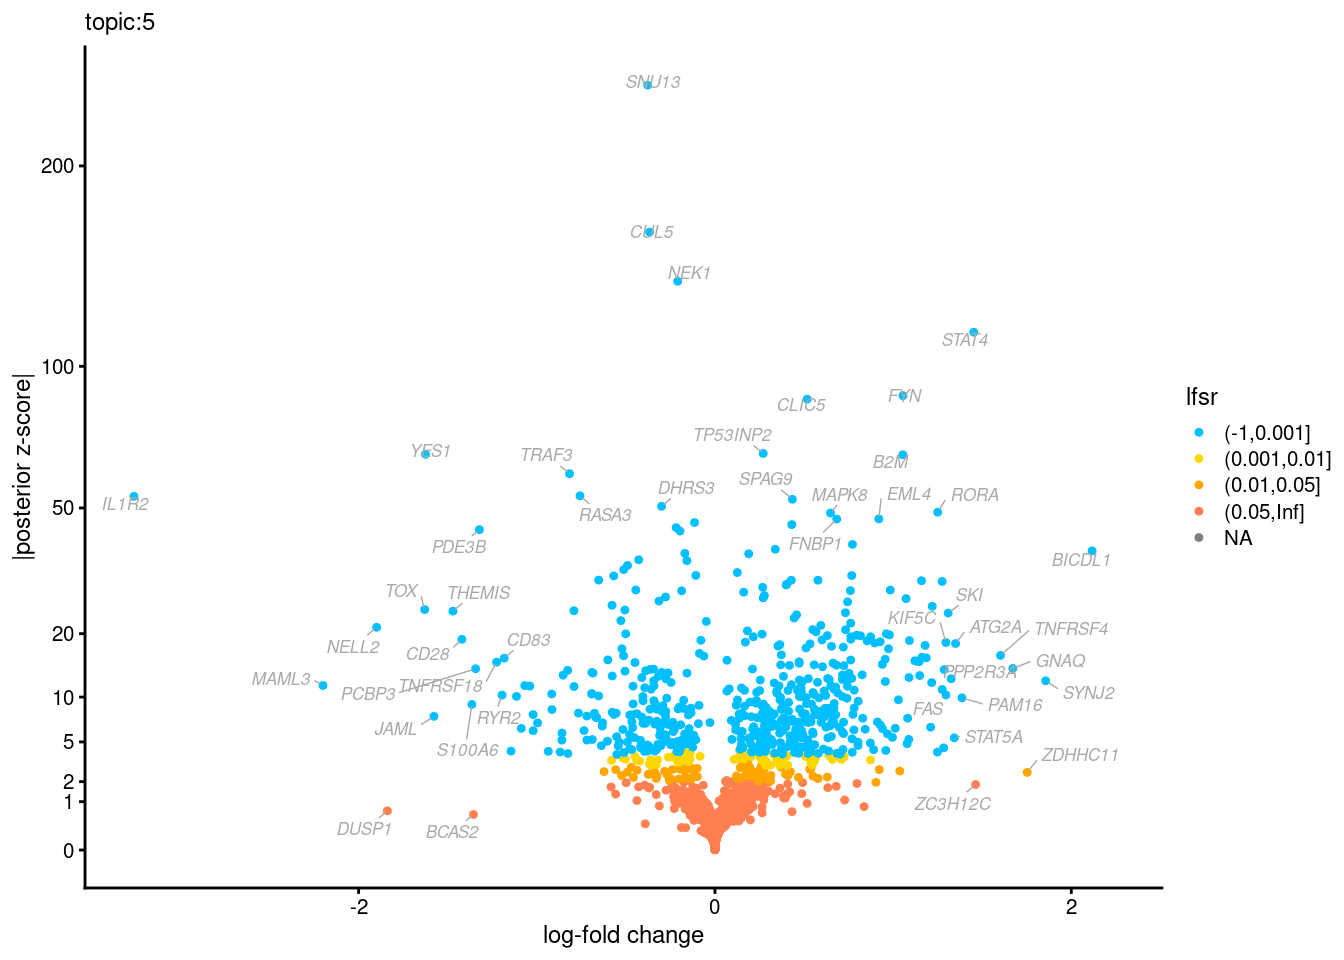 topic:5
SNU13
200
CUL5
NEK1
STAT4
100
FYN
CLIC5
lfsr
(-1,0.001]
(0.001,0.01]
(0.01,0.05]
(0.05,Inf]
NA
TP53INP2
YES1
TRAF3
B2M
SPAG9
DHRS3
MAPK8
EML4
RORA
IL1R2
50
RASA3
|posterior z-score|
PDE3B
FNBP1
BICDL1
TOX
THEMIS
SKI
KIF5C
ATG2A
TNFRSF4
20
NELL2
CD28
CD83
GNAQ
PPP2R3A
MAML3
PCBP3
TNFRSF18
SYNJ2
10
RYR2
FAS
PAM16
JAML
S100A6
STAT5A
5
ZDHHC11
2
1
ZC3H12C
DUSP1
BCAS2
0
-2
0
2
log-fold change